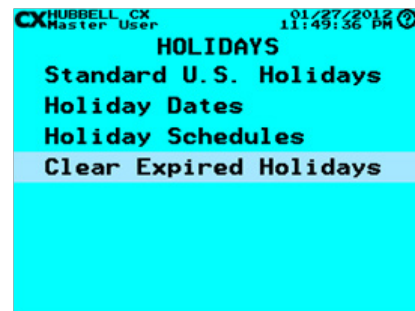 CX HUBBELL CX 01/27/2012
Master User 11:49:36 PM ?
HOLIDAYS
Standard U.S. Holidays
Holiday Dates
Holiday Schedules
Clear Expired Holidays